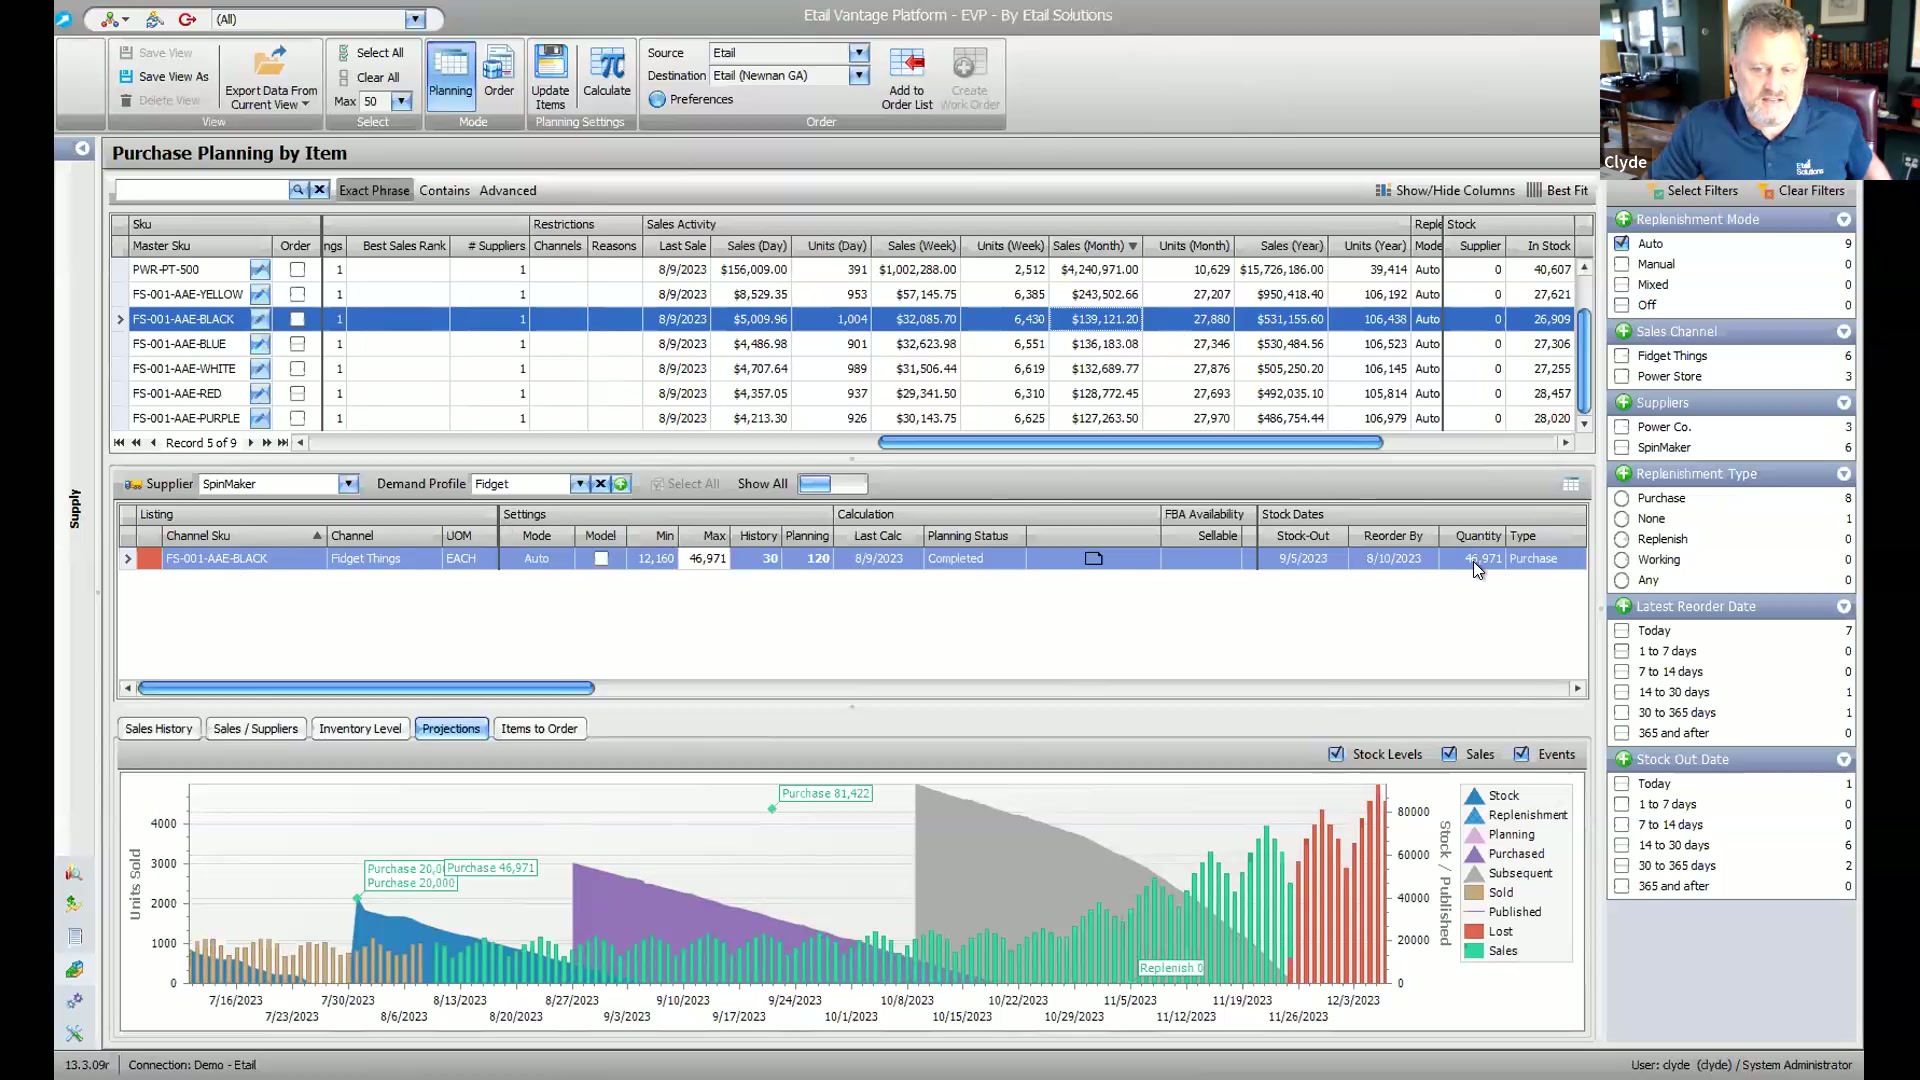 (All)
Etail Vantage Platform - EVP - By Etail Solutions
Save View
Save View As
Delete View
Export Data From
Current View
View
Select All
Clear All
Max 50
Select
Planning
Order
Mode
Update
Items
Calculate
Planning Settings
Source Etail
Destination Etail (Newnan GA)
Preferences
Add to
Order List
Create
Work Order
Order
Clyde
Etail
Solutions
Purchase Planning by Item
Exact Phrase Contains Advanced
Show/Hide Columns Best Fit
Sku Restrictions Sales Activity Reple Stock
Master Sku Order ngs Best Sales Rank # Suppliers Channels Reasons Last Sale Sales (Day) Units (Day) Sales (Week) Units (Week) Sales (Month) Units (Month) Sales (Year) Units (Year) Mode Supplier In Stock
PWR-PT-500 1 1 8/9/2023 $156,009.00 391 $1,002,288.00 2,512 $4,240,971.00 10,629 $15,726,186.00 39,414 Auto 0 40,607
FS-001-AAE-YELLOW 1 1 8/9/2023 $8,529.35 953 $57,145.75 6,385 $243,502.66 27,207 $950,418.40 106,192 Auto 0 27,621
FS-001-AAE-BLACK 1 1 8/9/2023 $5,009.96 1,004 $32,085.70 6,430 $139,121.20 27,880 $531,155.60 106,438 Auto 0 26,909
FS-001-AAE-BLUE 1 1 8/9/2023 $4,486.98 901 $32,623.98 6,551 $136,183.08 27,346 $530,484.56 106,523 Auto 0 27,306
FS-001-AAE-WHITE 1 1 8/9/2023 $4,707.64 989 $31,506.44 6,619 $132,689.77 27,876 $505,250.20 106,145 Auto 0 27,255
FS-001-AAE-RED 1 1 8/9/2023 $4,357.05 937 $29,341.50 6,310 $128,772.45 27,693 $492,035.10 105,814 Auto 0 28,457
FS-001-AAE-PURPLE 1 1 8/9/2023 $4,213.30 926 $30,143.75 6,625 $127,263.50 27,970 $486,754.44 106,979 Auto 0 28,020
Record 5 of 9
Supplier SpinMaker Demand Profile Fidget Select All Show All
Listing Settings Calculation FBA Availability Stock Dates
Channel Sku Channel UOM Mode Model Min Max History Planning Last Calc Planning Status Sellable Stock-Out Reorder By Quantity Type
FS-001-AAE-BLACK Fidget Things EACH Auto 12,160 46,971 30 120 8/9/2023 Completed 9/5/2023 8/10/2023 46,971 Purchase
Sales History Sales / Suppliers Inventory Level Projections Items to Order
Stock Levels Sales Events
Units Sold
4000
3000
2000
1000
0
Purchase 81,422
Purchase 20,0
Purchase 46,971
Purchase 20,000
Replenish 0
80000
60000
40000
20000
0
Stock / Published
7/16/2023 7/30/2023 8/13/2023 8/27/2023 9/10/2023 9/24/2023 10/8/2023 10/22/2023 11/5/2023 11/19/2023 12/3/2023
7/23/2023 8/6/2023 8/20/2023 9/3/2023 9/17/2023 10/1/2023 10/15/2023 10/29/2023 11/12/2023 11/26/2023
Stock
Replenishment
Planning
Purchased
Subsequent
Sold
Published
Lost
Sales
Select Filters Clear Filters
Replenishment Mode
Auto 9
Manual 0
Mixed 0
Off 0
Sales Channel
Fidget Things 6
Power Store 3
Suppliers
Power Co. 3
SpinMaker 6
Replenishment Type
Purchase 8
None 1
Replenish 0
Working 0
Any 0
Latest Reorder Date
Today 7
1 to 7 days 0
7 to 14 days 0
14 to 30 days 1
30 to 365 days 1
365 and after 0
Stock Out Date
Today 1
1 to 7 days 0
7 to 14 days 0
14 to 30 days 6
30 to 365 days 2
365 and after 0
Supply
13.3.09r Connection: Demo - Etail
User: clyde (clyde) / System Administrator